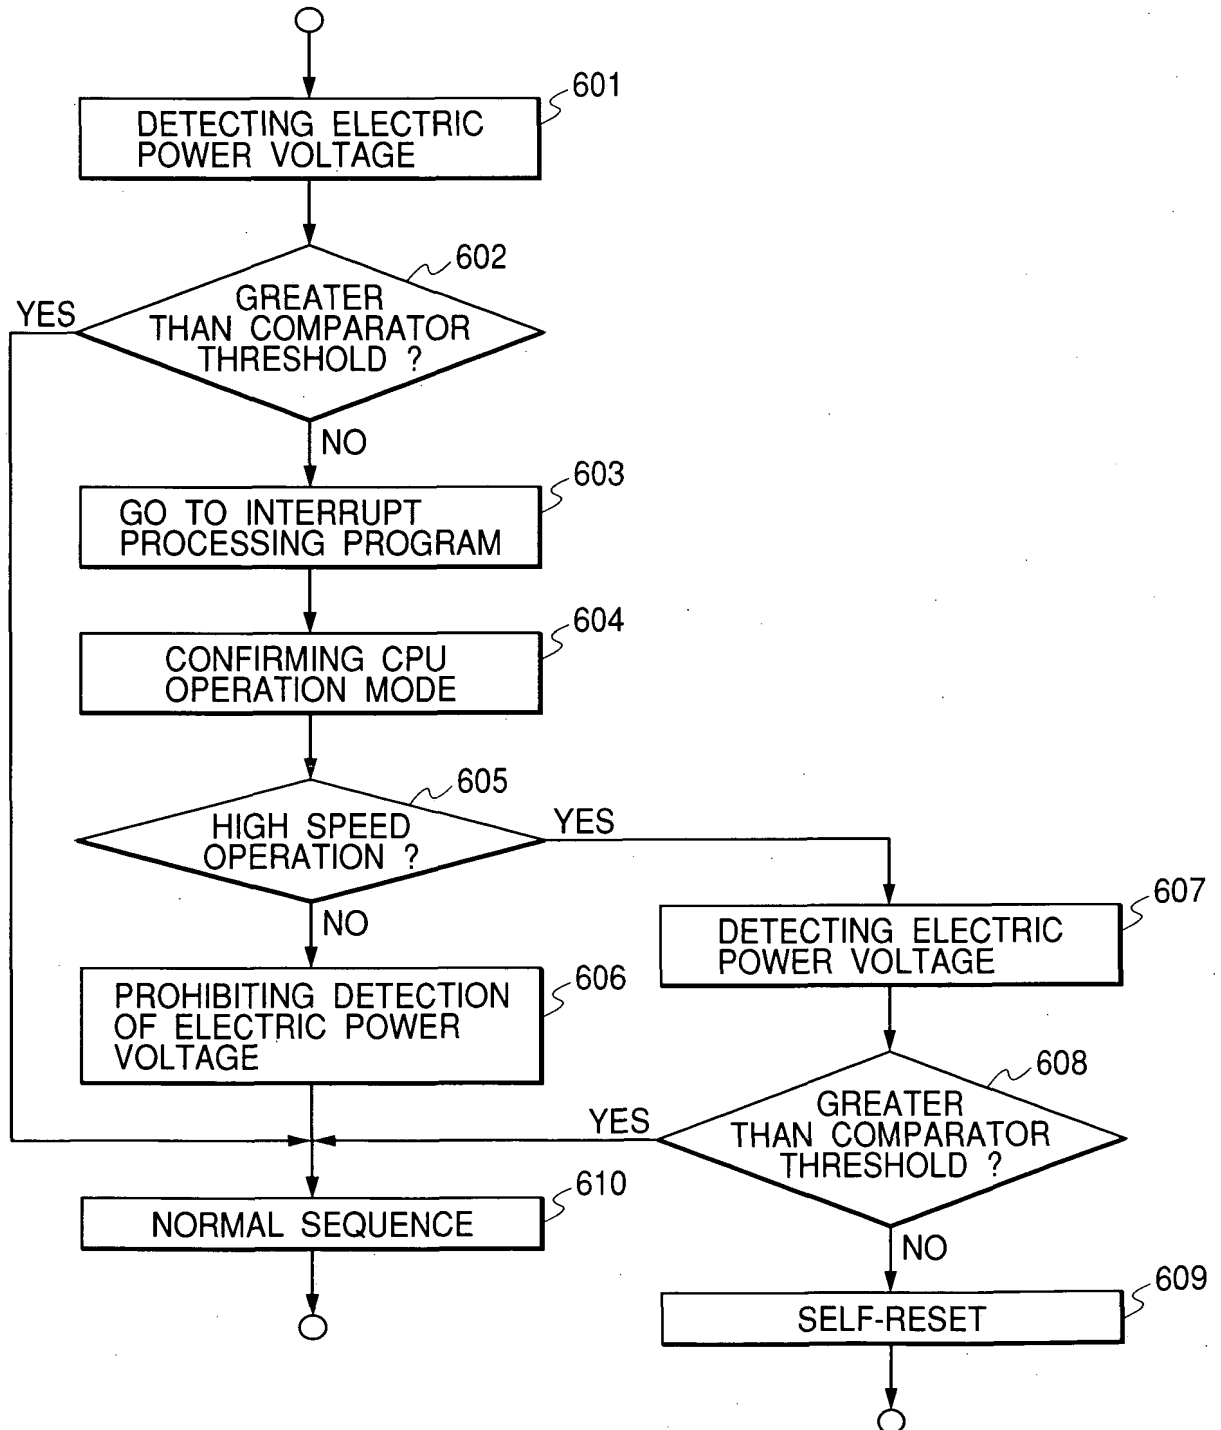 601
DETECTING ELECTRIC
POWER VOLTAGE
602
YES
GREATER
THAN COMPARATOR
THRESHOLD ?
NO
603
GO TO INTERRUPT
PROCESSING PROGRAM
604
CONFIRMING CPU
OPERATION MODE
605
HIGH SPEED
OPERATION ?
YES
NO
607
DETECTING ELECTRIC
POWER VOLTAGE
606
PROHIBITING DETECTION
OF ELECTRIC POWER
VOLTAGE
608
YES
GREATER
THAN COMPARATOR
THRESHOLD ?
610
NORMAL SEQUENCE
NO
609
SELF-RESET